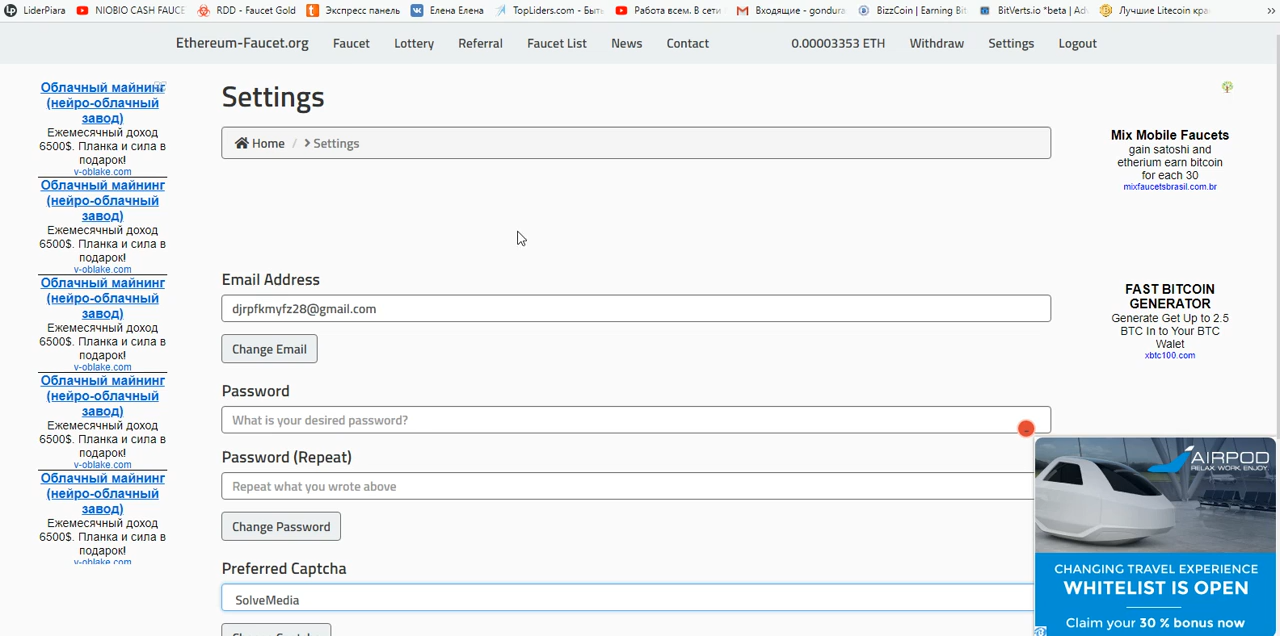 LiderPiara
NIOBIO CASH FAUCE
RDD - Faucet Gold
Экспресс панель
Елена Елена
TopLiders.com - Быть
Работа всем. В сети
Входящие - gondura
BizzCoin | Earning Bit
BitVerts.io *beta | Ad
Лучшие Litecoin кра
»
Ethereum-Faucet.org
Faucet
Lottery
Referral
Faucet List
News
Contact
0.00003353 ETH
Withdraw
Settings
Logout
Облачный майнинг
(нейро-облачный
завод)
Ежемесячный доход
6500$. Планка и сила в
подарок!
v-oblake.com
Облачный майнинг
(нейро-облачный
завод)
Ежемесячный доход
6500$. Планка и сила в
подарок!
v-oblake.com
Облачный майнинг
(нейро-облачный
завод)
Ежемесячный доход
6500$. Планка и сила в
подарок!
v-oblake.com
Облачный майнинг
(нейро-облачный
завод)
Ежемесячный доход
6500$. Планка и сила в
подарок!
v-oblake.com
Облачный майнинг
(нейро-облачный
завод)
Ежемесячный доход
6500$. Планка и сила в
подарок!
v-oblake.com
Settings
Home / > Settings
Email Address
djrpfkmyfz28@gmail.com
Change Email
Password
What is your desired password?
Password (Repeat)
Repeat what you wrote above
Change Password
Preferred Captcha
SolveMedia
Change Captcha
Mix Mobile Faucets
gain satoshi and
etherium earn bitcoin
for each 30
mixfaucetsbrasil.com.br
FAST BITCOIN
GENERATOR
Generate Get Up to 2.5
BTC In to Your BTC
Walet
xbtc100.com
AIRPOD
RELAX. WORK. ENJOY.
CHANGING TRAVEL EXPERIENCE
WHITELIST IS OPEN
Claim your 30 % bonus now